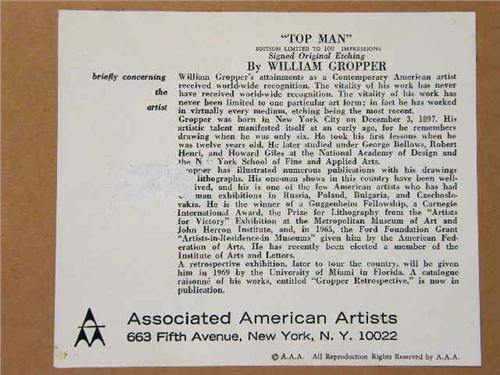 "TOP MAN"
EDITION LIMITED TO 100 IMPRESSIONS
Signed Original Etching
By WILLIAM GROPPER
briefly concerning
the
artist
William Gropper's attainments as a Contemporary American artist
received world-wide recognition. The vitality of his work has never
have received world-wide recognition. The vitality of his work has
never been limited to one particular art form; in fact he has worked
in virtually every medium, etching being the most recent.
Gropper was born in New York City on December 3, 1897. His
artistic talent manifested itself at an early age, for he remembers
drawing when he was only six. He took his first lessons when he
was twelve years old. He later studied under George Bellows, Robert
Henri, and Howard Giles at the National Academy of Design and
the N York School of Fine and Applied Arts.
opper has illustrated numerous publications with his drawings
lithographs. His one-man shows in this country have been well-
ived, and his is one of the few American artists who has had
man exhibitions in Russia, Poland, Bulgaria, and Czechoslo-
vakia. He is the winner of a Guggenheim Fellowship, a Carnegie
International Award, the Prize for Lithography from the "Artists
for Victory" Exhibition at the Metropolitan Museum of Art and
John Herron Institute, and, in 1965, the Ford Foundation Grant
"Artists-in-Residence-in Museums" given him by the American Fed-
eration of Arts. He has recently been elected a member of the
Institute of Arts and Letters.
A retrospective exhibition, later to tour the country, will be given
him in 1969 by the University of Miami in Florida. A catalogue
raisonné of his works, entitled "Gropper Retrospective," is now in
publication.
Associated American Artists
663 Fifth Avenue, New York, N. Y. 10022
© A.A.A. All Reproduction Rights Reserved by A.A.A.